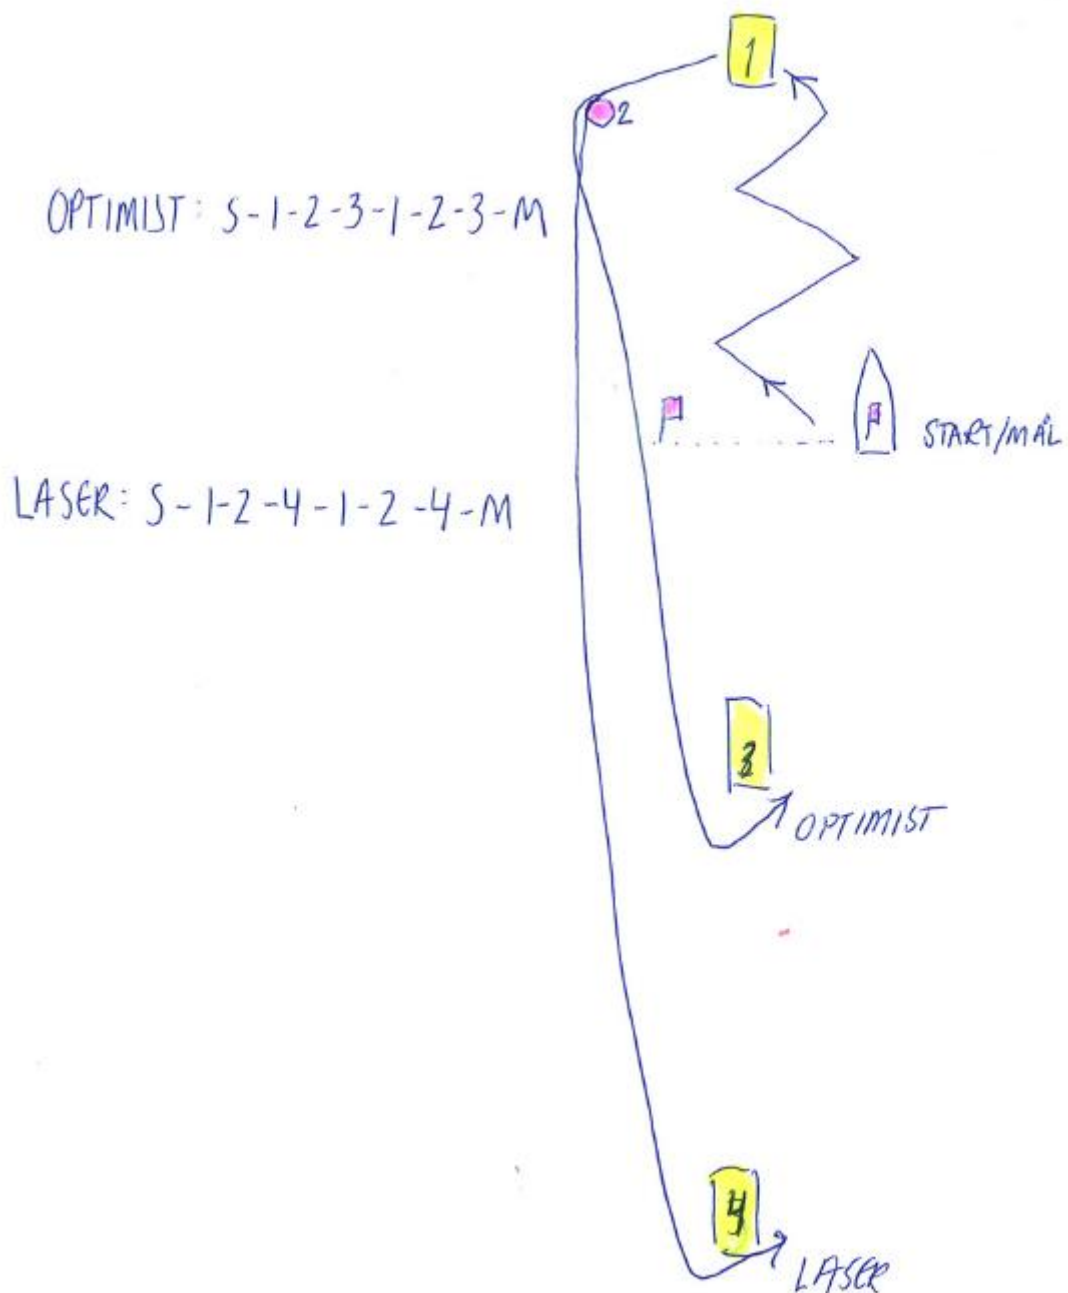 1
2
OPTIMIST: S-1-2-3-1-2-3-M
START/MÅL
LASER: S-1-2-4-1-2-4-M
3
OPTIMIST
4
LASER